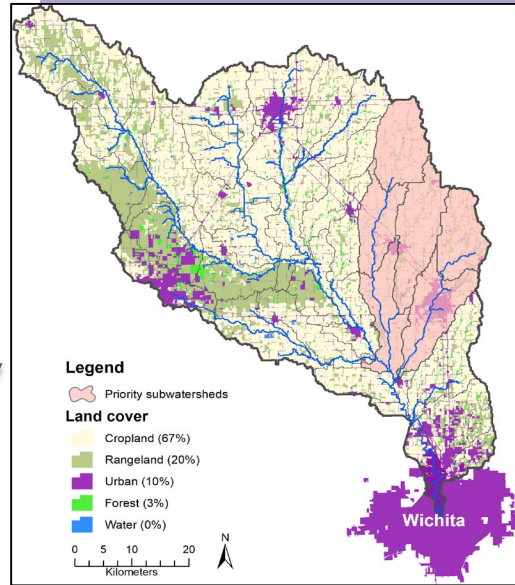 Legend
Priority subwatersheds
Land cover
Cropland (67%)
Rangeland (20%)
Urban (10%)
Forest (3%)
Water (0%)
0 10 20
Kilometers
N
Wichita